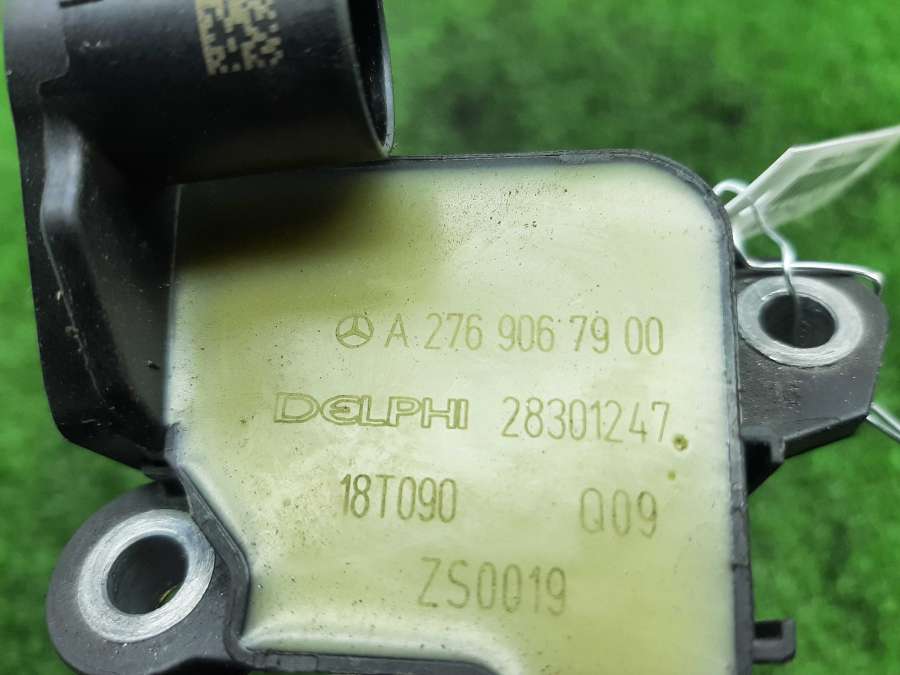 A 276 906 79 00
DELPHI 28301247
18T090 Q09
ZS0019